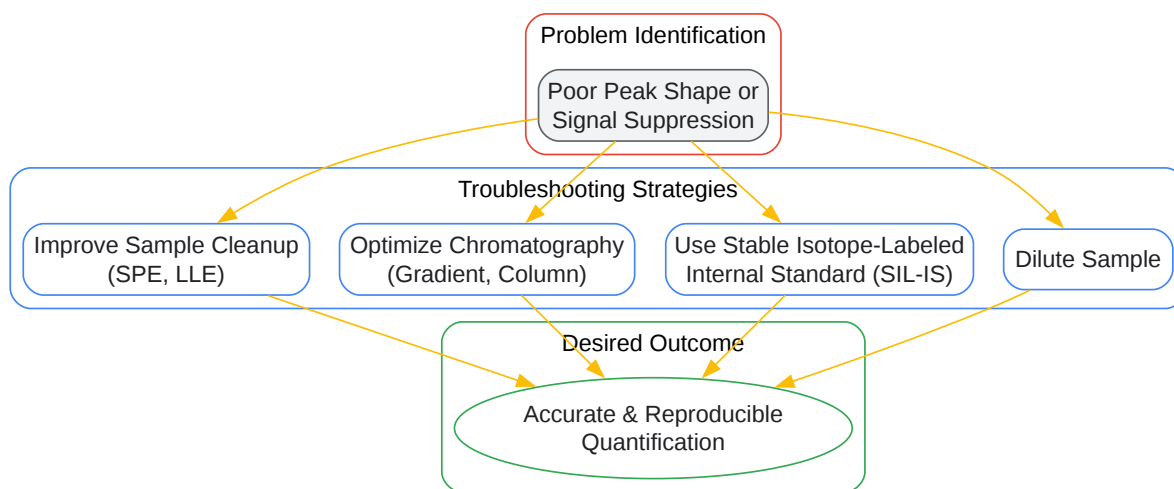 Problem Identification
Poor Peak Shape or
Signal Suppression
Troubleshooting Strategies
Improve Sample Cleanup
(SPE, LLE)
Optimize Chromatography
(Gradient, Column)
Use Stable Isotope-Labeled
Internal Standard (SIL-IS)
Dilute Sample
Desired Outcome
Accurate & Reproducible
Quantification